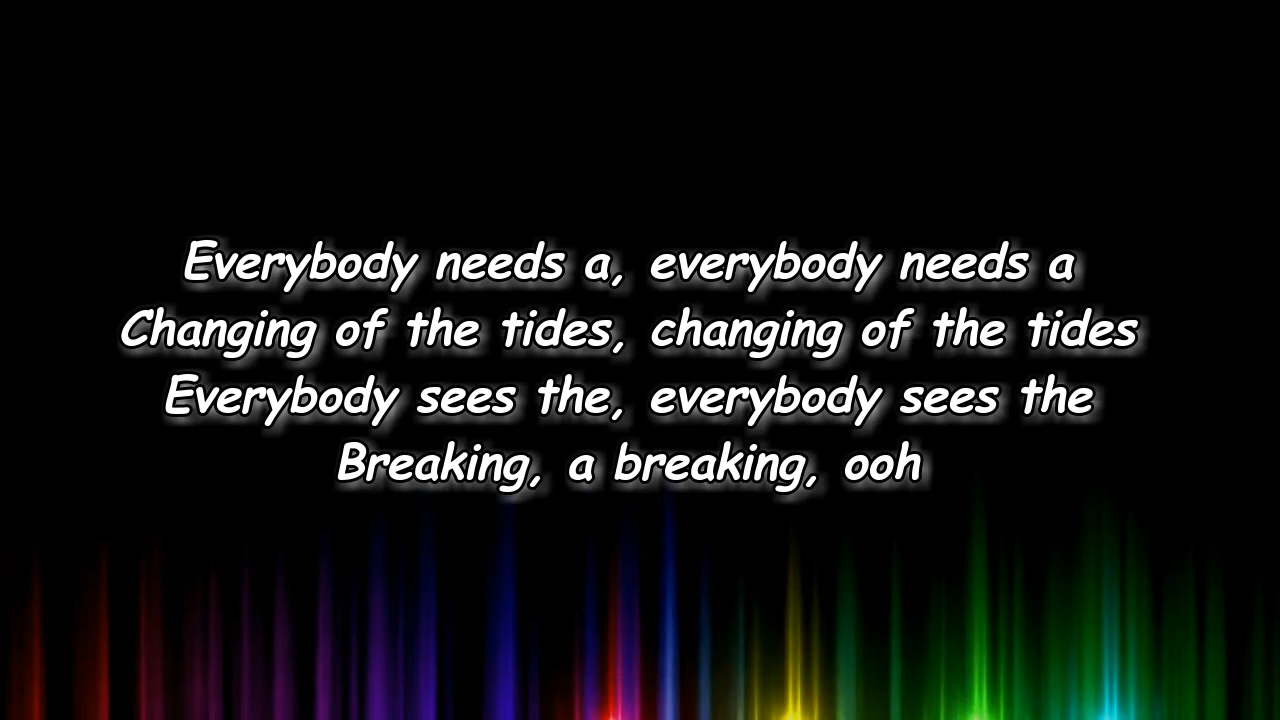 Everybody needs a, everybody needs a
Changing of the tides, changing of the tides
Everybody sees the, everybody sees the
Breaking, a breaking, ooh